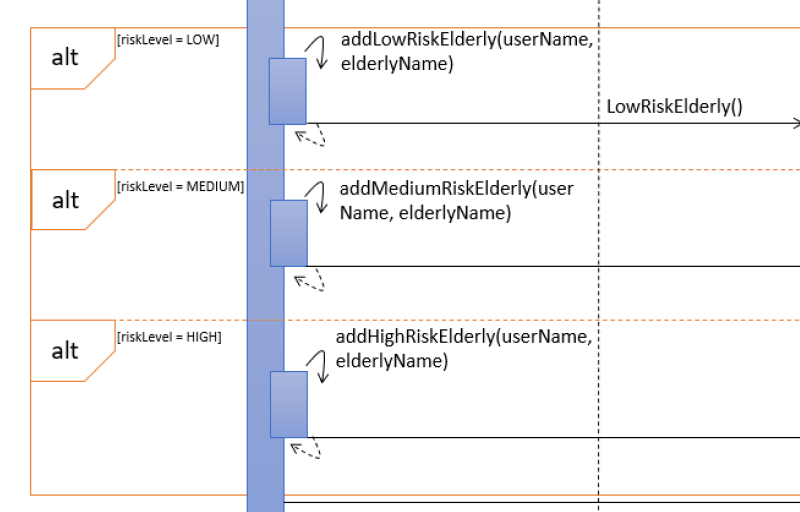 alt
[riskLevel = LOW]
addLowRiskElderly(userName,
elderlyName)
LowRiskElderly()
alt
[riskLevel = MEDIUM]
addMediumRiskElderly(user
Name, elderlyName)
alt
[riskLevel = HIGH]
addHighRiskElderly(userName,
elderlyName)